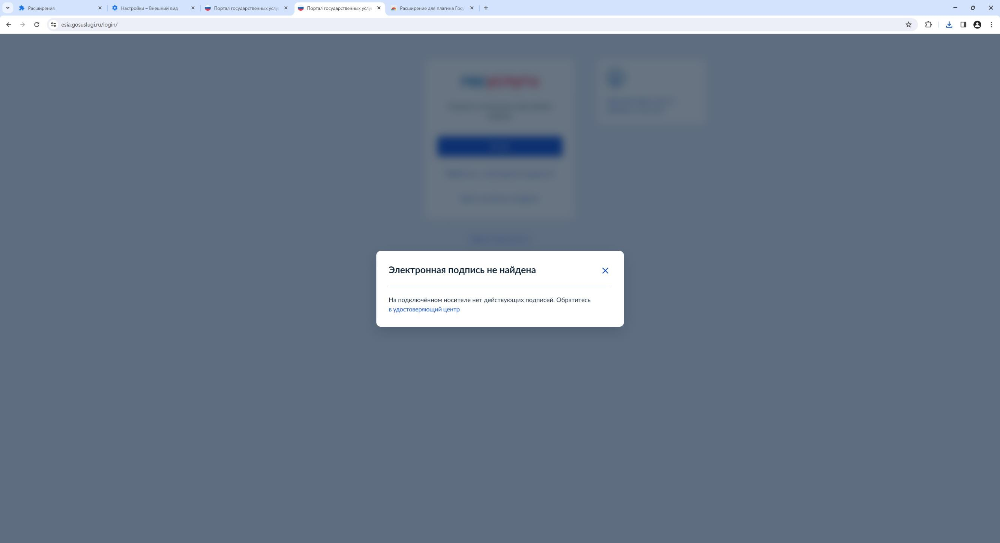 Расширения
Настройки – Внешний вид
Портал государственных услу
Портал государственных услу
Расширение для плагина Госу
esia.gosuslugi.ru/login/
Электронная подпись не найдена
На подключённом носителе нет действующих подписей. Обратитесь
в удостоверяющий центр